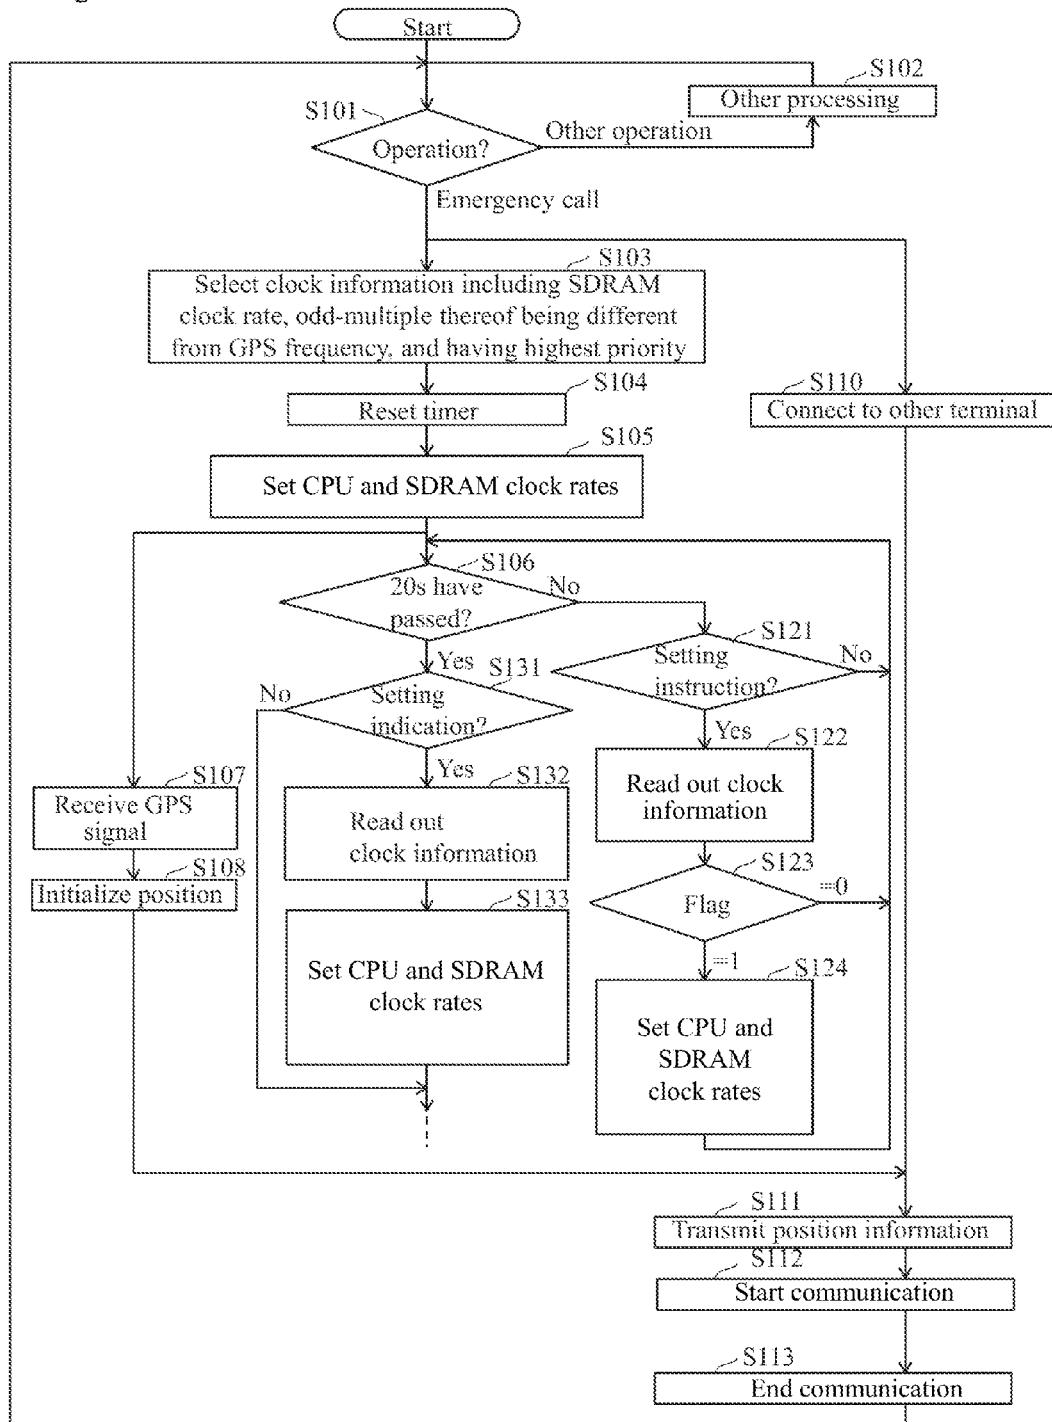 Start
S102
Other processing
S101
Operation?
Other operation
Emergency call
S103
Select clock information including SDRAM
clock rate, odd-multiple thereof being different
from GPS frequency, and having highest priority
S104
Reset timer
S110
Connect to other terminal
S105
Set CPU and SDRAM clock rates
S106
20s have
passed?
No
Yes
S121
Setting
instruction?
No
Yes
S131
Setting
indication?
No
Yes
S122
Read out clock
information
S107
Receive GPS
signal
S132
Read out
clock information
S108
Initialize position
S123
Flag
=0
=1
S133
Set CPU and SDRAM
clock rates
S124
Set CPU and
SDRAM
clock rates
S111
Transmit position information
S112
Start communication
S113
End communication